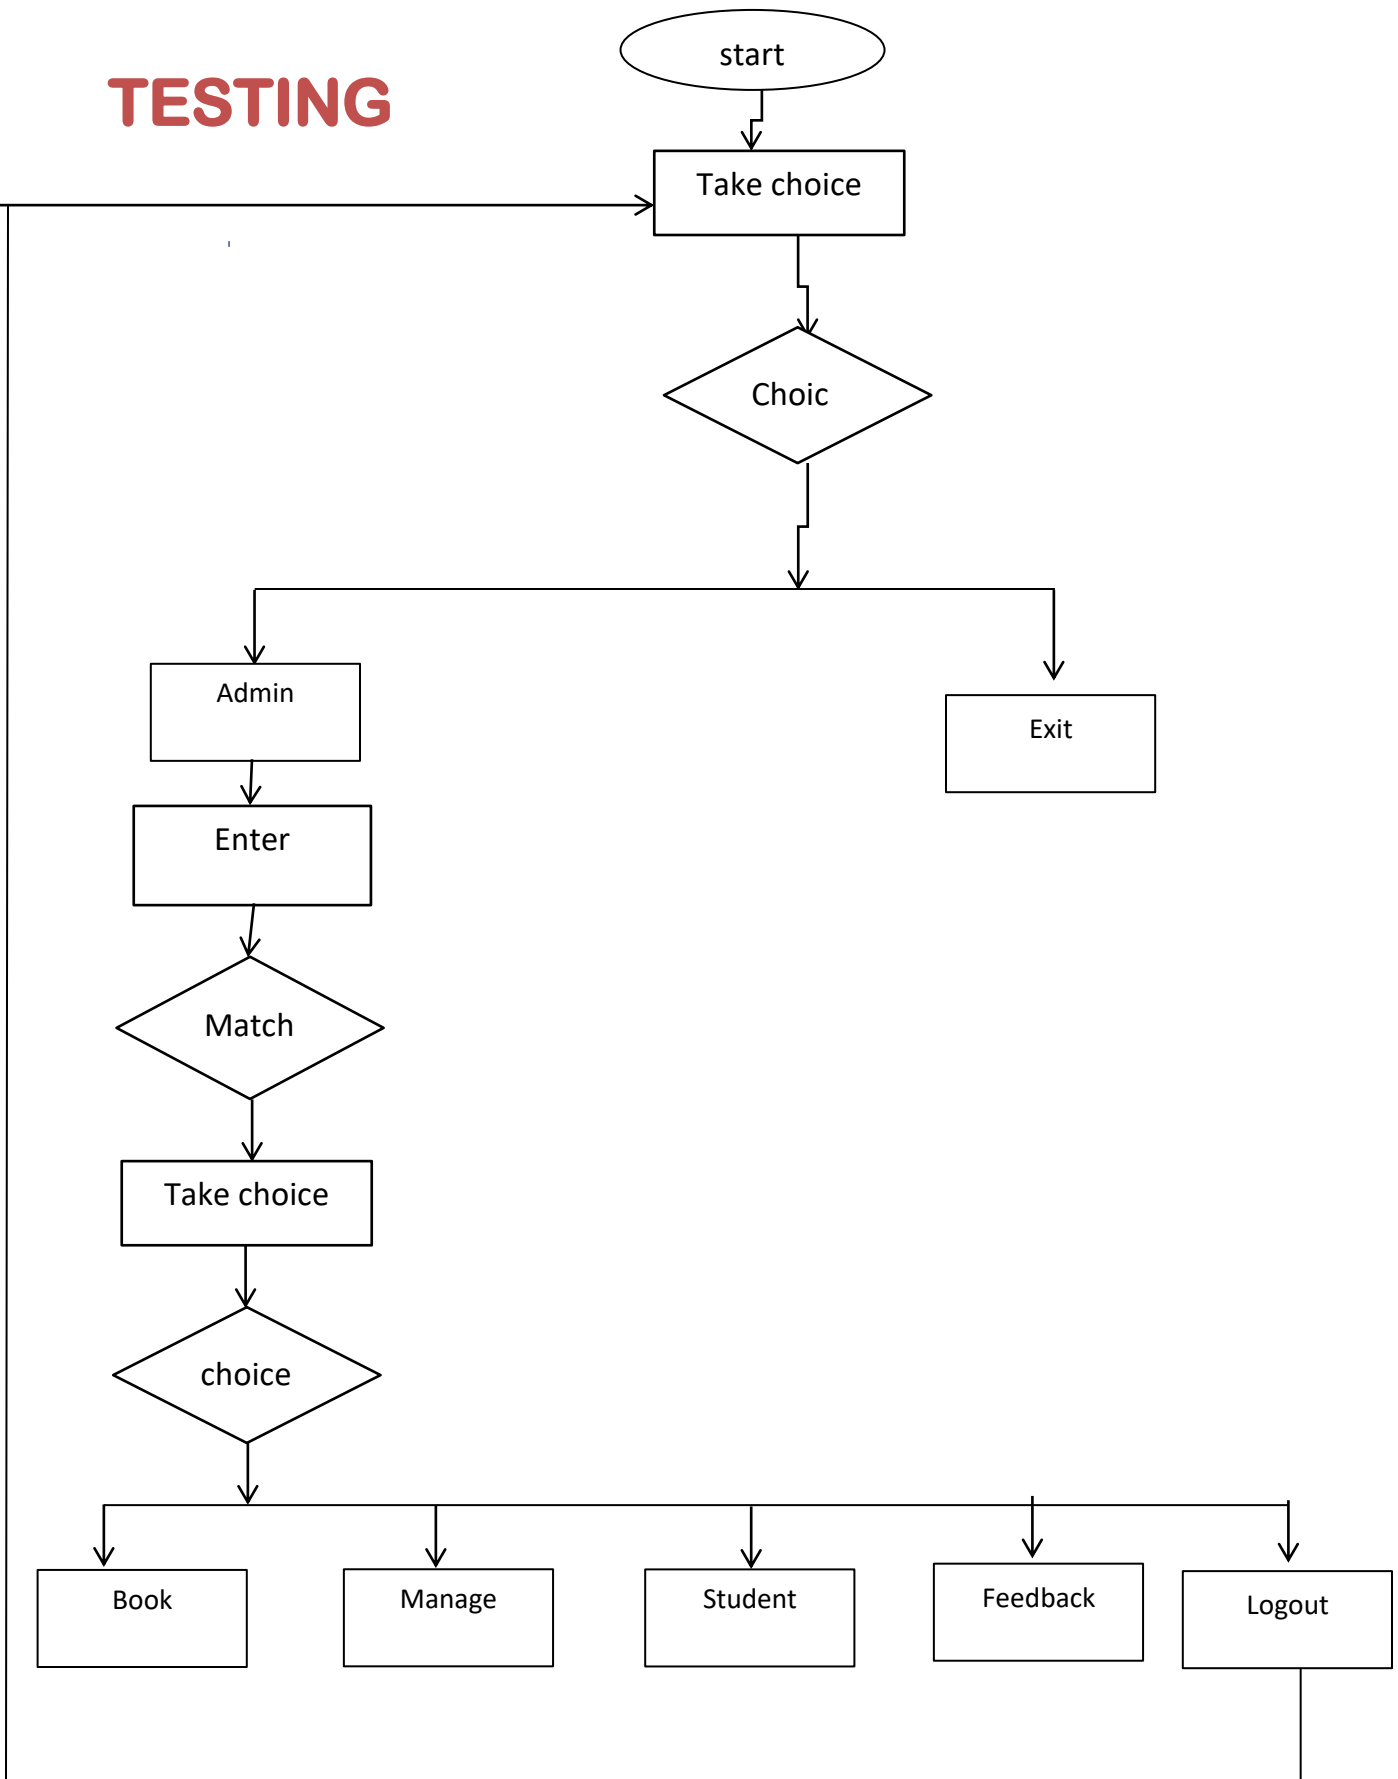 start
TESTING
Take choice
Choic
Admin
Exit
Enter
Match
Take choice
choice
Book
Manage
Student
Feedback
Logout